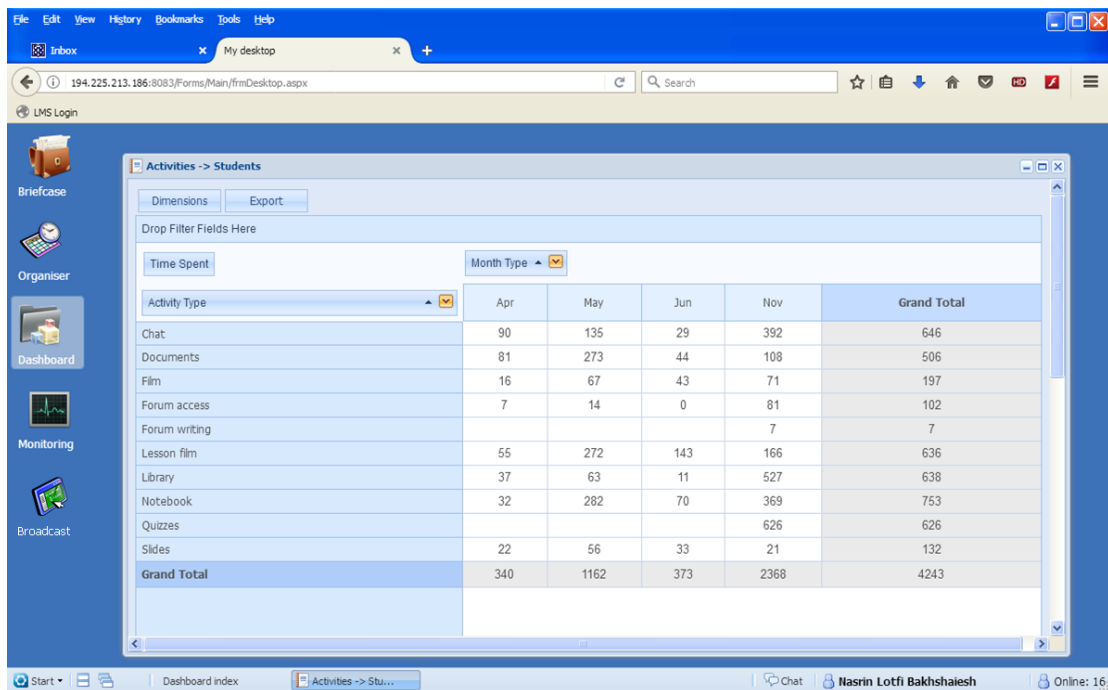 File Edit View History Bookmarks Tools Help
Inbox × My desktop × +
194.225.213.186:8083/Forms/Main/frmDesktop.aspx Search HD
LMS Login
Briefcase
Organiser
Dashboard
Monitoring
Broadcast
Activities -> Students
Dimensions Export
Drop Filter Fields Here
Time Spent Month Type
Activity Type Apr May Jun Nov Grand Total
Chat 90 135 29 392 646
Documents 81 273 44 108 506
Film 16 67 43 71 197
Forum access 7 14 0 81 102
Forum writing 7 7
Lesson film 55 272 143 166 636
Library 37 63 11 527 638
Notebook 32 282 70 369 753
Quizzes 626 626
Slides 22 56 33 21 132
Grand Total 340 1162 373 2368 4243
Start Dashboard index Activities -> Stu... Chat Nasrin Lotfi Bakhshaiesh Online: 16